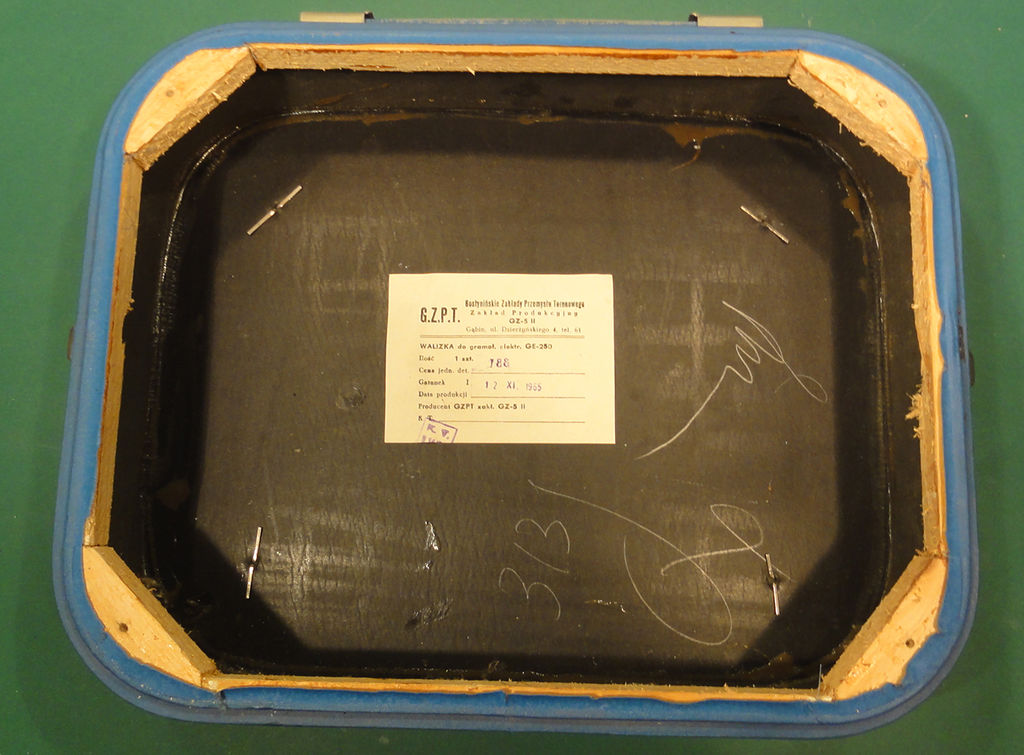 G.Z.P.T.
Gostynińskie Zakłady Przemysłu Terenowego
Zakład Produkcyjny
GZ-5 II
Gąbin, ul. Dzierżyńskiego 4, tel. 61
WALIZKA do gramof. elektr. GE-250
Ilość 1 szt.
Cena jedn. det. 188
Gatunek I
Data produkcji 12 XI. 1965
Producent GZPT zakł. GZ-5 II
K. T.
313